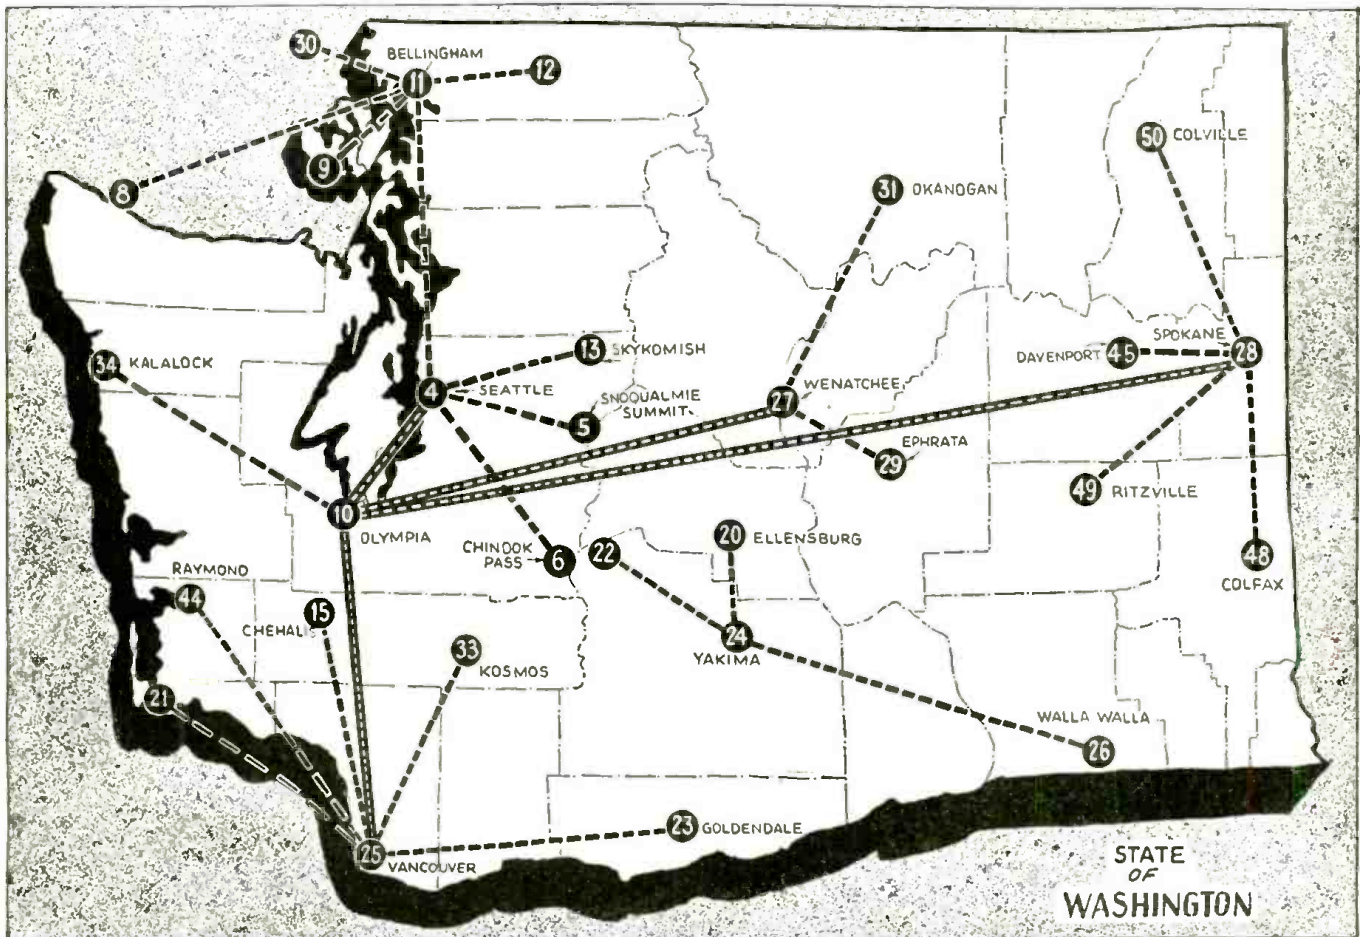 30
BELLINGHAM
11
12
9
8
50 COLVILLE
31 OKANOGAN
34 KALALOCK
13 SKYKOMISH
SPOKANE
DAVENPORT 45
28
4 SEATTLE
SNOQUALMIE
SUMMIT
5
WENATCHEE
27
EPHRATA
29
49 RITZVILLE
10
OLYMPIA
CHINOOK
PASS
6
22
20 ELLENSBURG
48
COLFAX
RAYMOND
44
15
CHEHALIS
33
KOSMOS
24
YAKIMA
21
WALLA WALLA
26
23 GOLDENDALE
25
VANCOUVER
STATE
OF
WASHINGTON